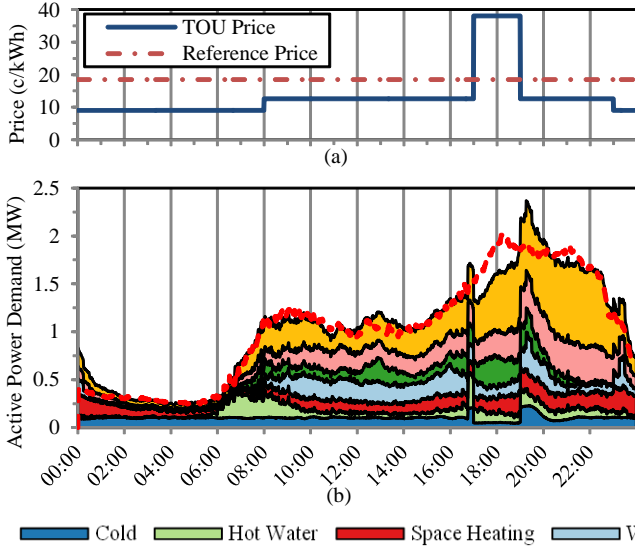 40
30
20
10
0
Price (c/kWh)
TOU Price
Reference Price
(a)
2.5
2
1.5
1
0.5
0
Active Power Demand (MW)
00:00
02:00
04:00
06:00
08:00
10:00
12:00
14:00
16:00
18:00
20:00
22:00
(b)
Cold
Hot Water
Space Heating